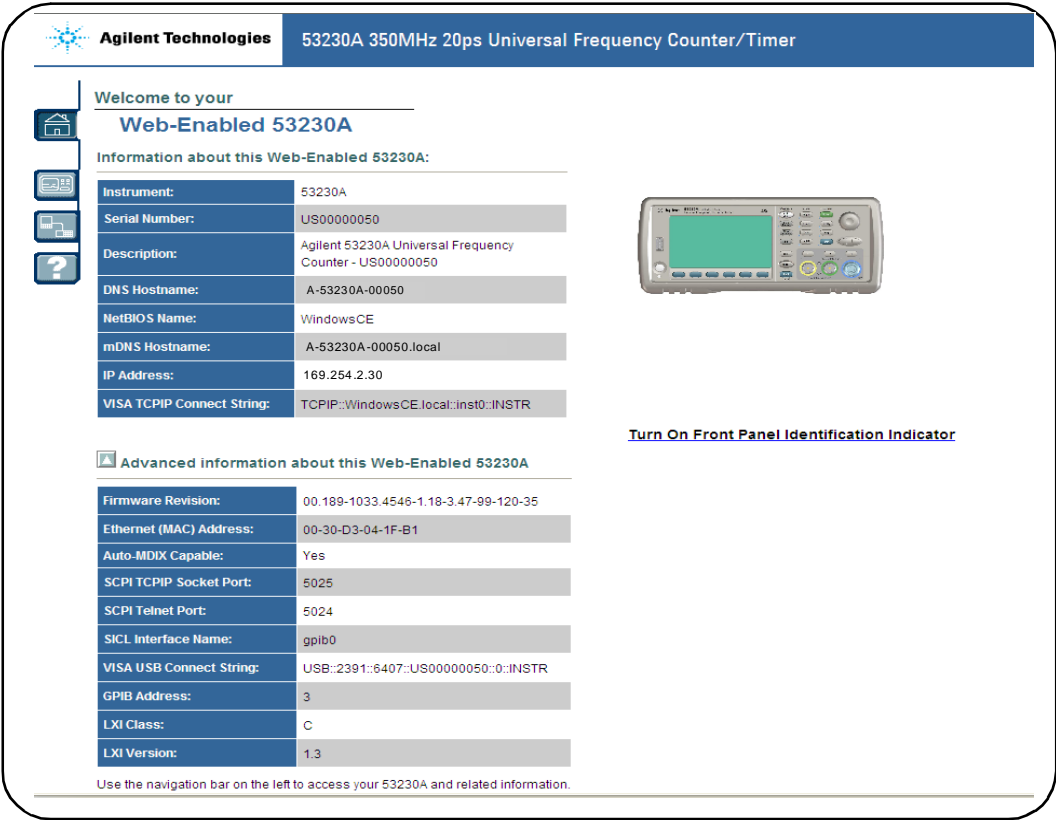 Agilent Technologies
53230A 350MHz 20ps Universal Frequency Counter/Timer
Welcome to your
Web-Enabled 53230A
Information about this Web-Enabled 53230A:
Instrument: 53230A
Serial Number: US00000050
Description: Agilent 53230A Universal Frequency
Counter - US00000050
DNS Hostname: A-53230A-00050
NetBIOS Name: WindowsCE
mDNS Hostname: A-53230A-00050.local
IP Address: 169.254.2.30
VISA TCPIP Connect String: TCPIP::WindowsCE.local::inst0::INSTR
Turn On Front Panel Identification Indicator
Advanced information about this Web-Enabled 53230A
Firmware Revision: 00.189-1033.4546-1.18-3.47-99-120-35
Ethernet (MAC) Address: 00-30-D3-04-1F-B1
Auto-MDIX Capable: Yes
SCPI TCPIP Socket Port: 5025
SCPI Telnet Port: 5024
SICL Interface Name: gpib0
VISA USB Connect String: USB::2391::6407::US00000050::0::INSTR
GPIB Address: 3
LXI Class: C
LXI Version: 1.3
Use the navigation bar on the left to access your 53230A and related information.